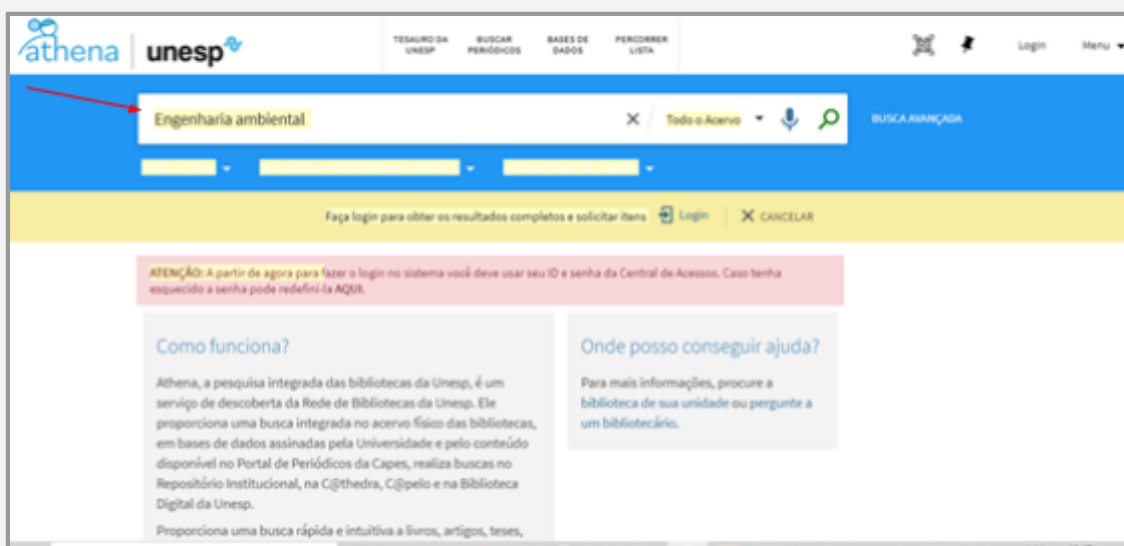 athena unesp
TESAURO DA UNESP
BUSCAR PERIÓDICOS
BASES DE DADOS
PERCORRER LISTA
Login
Menu
Engenharia ambiental
Todo o Acervo
BUSCA AVANÇADA
Faça login para obter os resultados completos e solicitar itens Login CANCELAR
ATENÇÃO: A partir de agora para fazer o login no sistema você deve usar seu ID e senha da Central de Acessos. Caso tenha
esquecido a senha pode redefini-la AQUI.
Como funciona?
Athena, a pesquisa integrada das bibliotecas da Unesp, é um
serviço de descoberta da Rede de Bibliotecas da Unesp. Ele
proporciona uma busca integrada no acervo físico das bibliotecas,
em bases de dados assinadas pela Universidade e pelo conteúdo
disponível no Portal de Periódicos da Capes, realiza buscas no
Repositório Institucional, na C@thedra, C@pelo e na Biblioteca
Digital da Unesp.
Proporciona uma busca rápida e intuitiva a livros, artigos, teses,
Onde posso conseguir ajuda?
Para mais informações, procure a
biblioteca de sua unidade ou pergunte a
um bibliotecário.